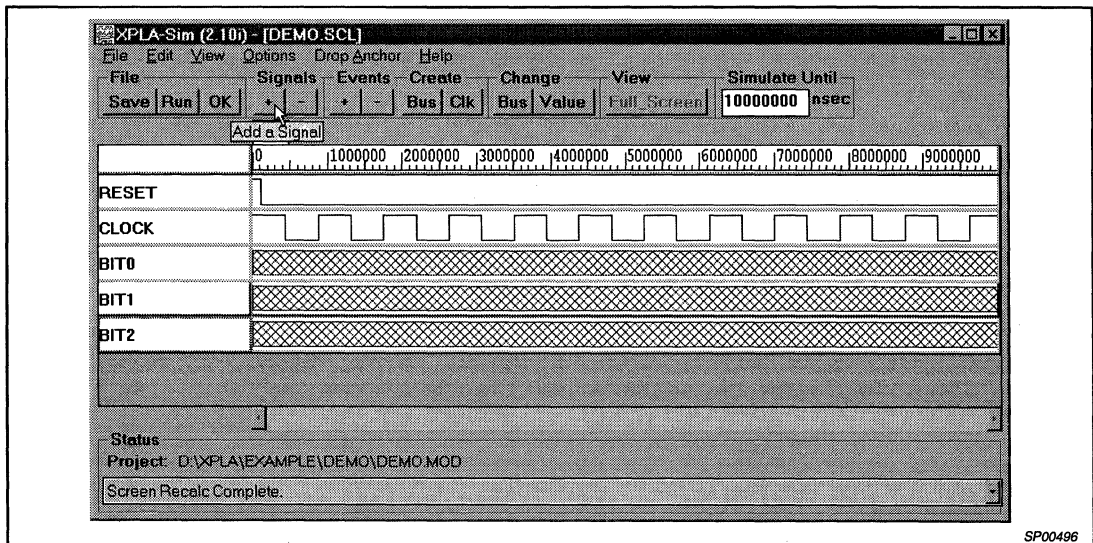 XPLA-Sim (2.10i) - [DEMO.SCL]
File Edit View Options Drop Anchor Help
File Signals Events Create Change View Simulate Until
Save Run OK + - + - Bus Clk Bus Value Full_Screen 10000000 nsec
Add a Signal
0 1000000 2000000 3000000 4000000 5000000 6000000 7000000 8000000 9000000
RESET
CLOCK
BIT0
BIT1
BIT2
Status
Project: D:\XPLA\EXAMPLE\DEMO\DEMO.MOD
Screen Recalc Complete.
SP00496